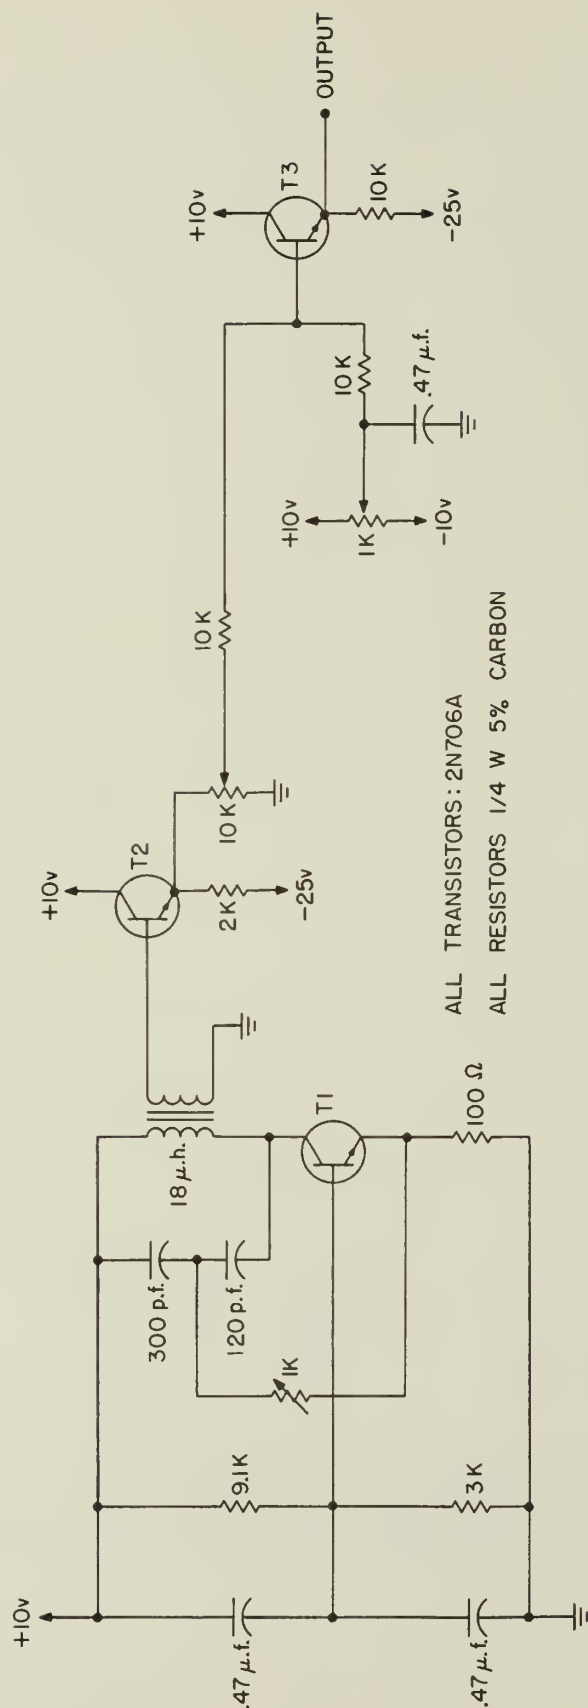 +10v
.47 μ.f.
.47 μ.f.
9.1K
3K
300 p.f.
120 p.f.
1K
18 μ.h.
T1
100 Ω
+10v
T2
2K
-25v
10K
10K
+10v
1K
-10v
10K
.47 μ.f.
+10v
T3
10K
-25v
OUTPUT
ALL TRANSISTORS: 2N706A
ALL RESISTORS 1/4 W 5% CARBON